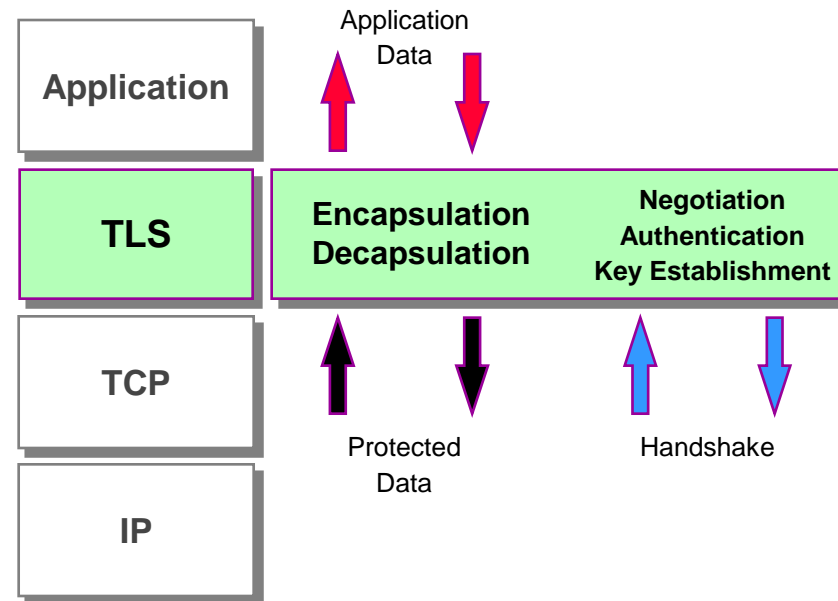 Application
Data
Application
TLS
Encapsulation
Decapsulation
Negotiation
Authentication
Key Establishment
TCP
Protected
Data
Handshake
IP